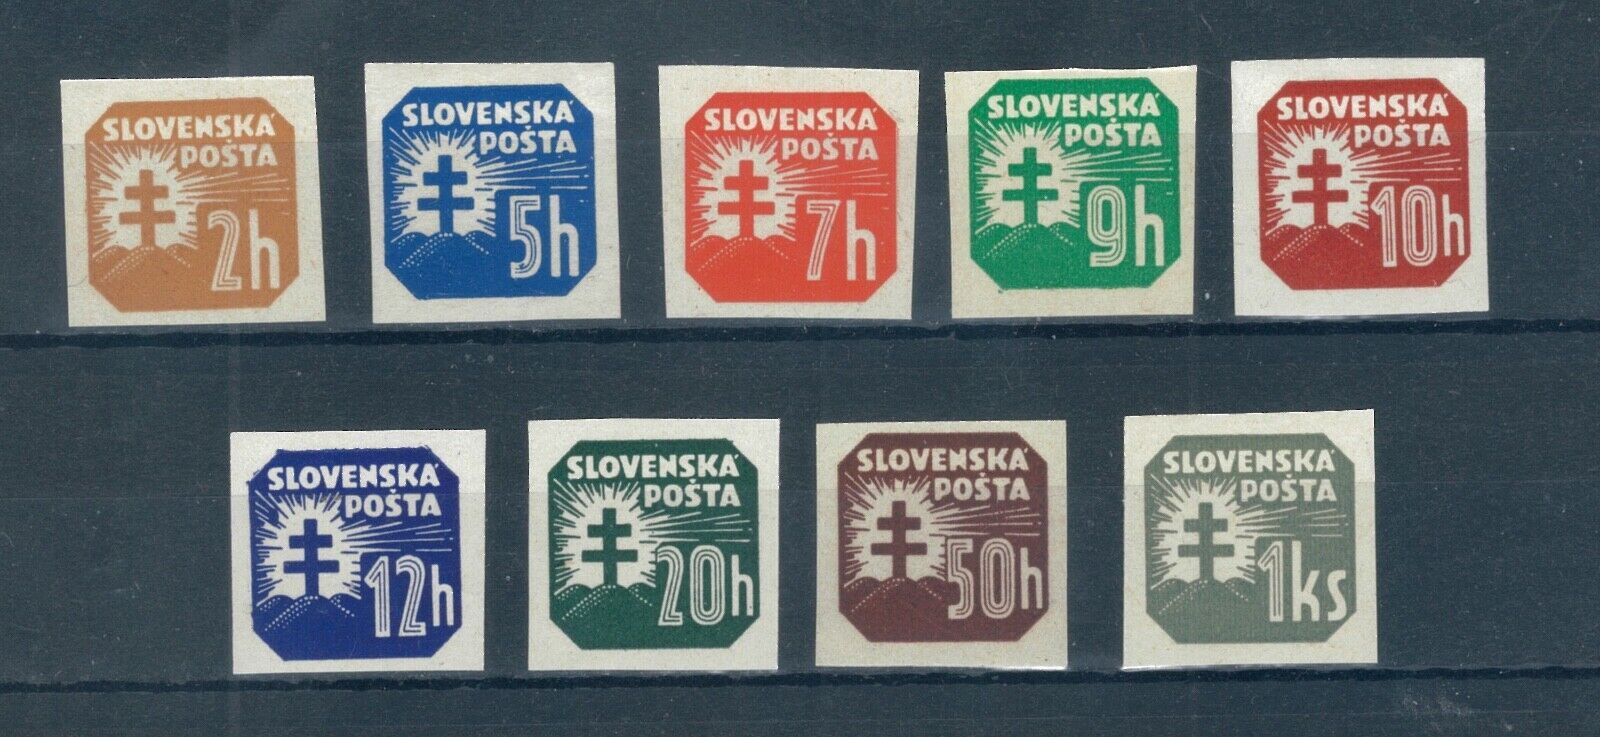 SLOVENSKÁ
POŠTA
2h
SLOVENSKÁ
POŠTA
5h
SLOVENSKÁ
POŠTA
7h
SLOVENSKÁ
POŠTA
9h
SLOVENSKÁ
POŠTA
10h
SLOVENSKÁ
POŠTA
12h
SLOVENSKÁ
POŠTA
20h
SLOVENSKÁ
POŠTA
50h
SLOVENSKÁ
POŠTA
1ks